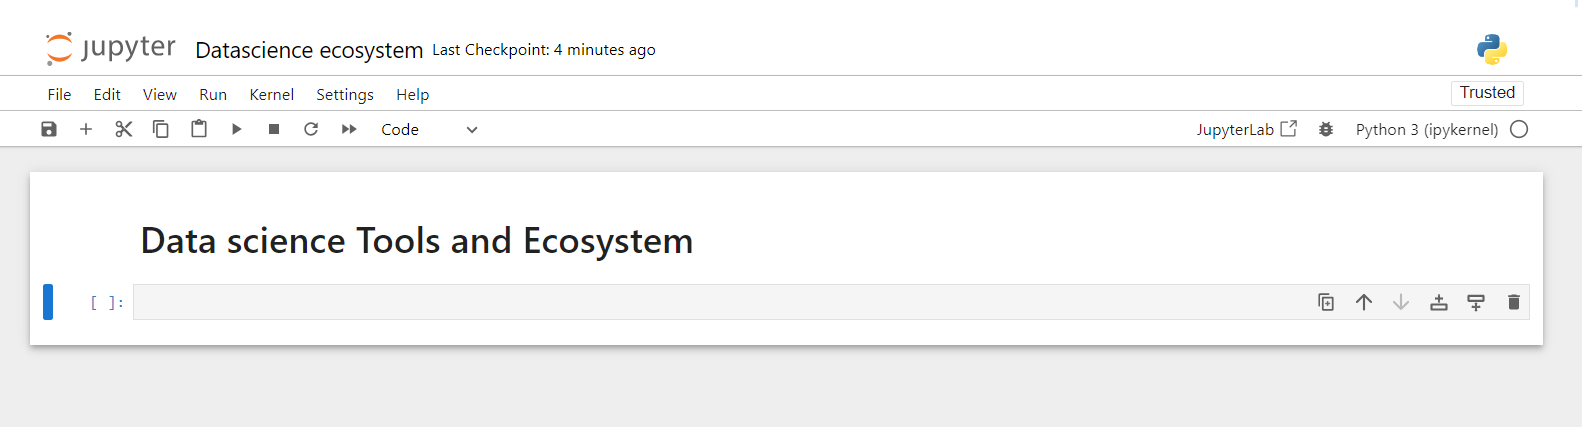 jupyter Datascience ecosystem Last Checkpoint: 4 minutes ago
File Edit View Run Kernel Settings Help Trusted
Code JupyterLab Python 3 (ipykernel)
Data science Tools and Ecosystem
[ ]: